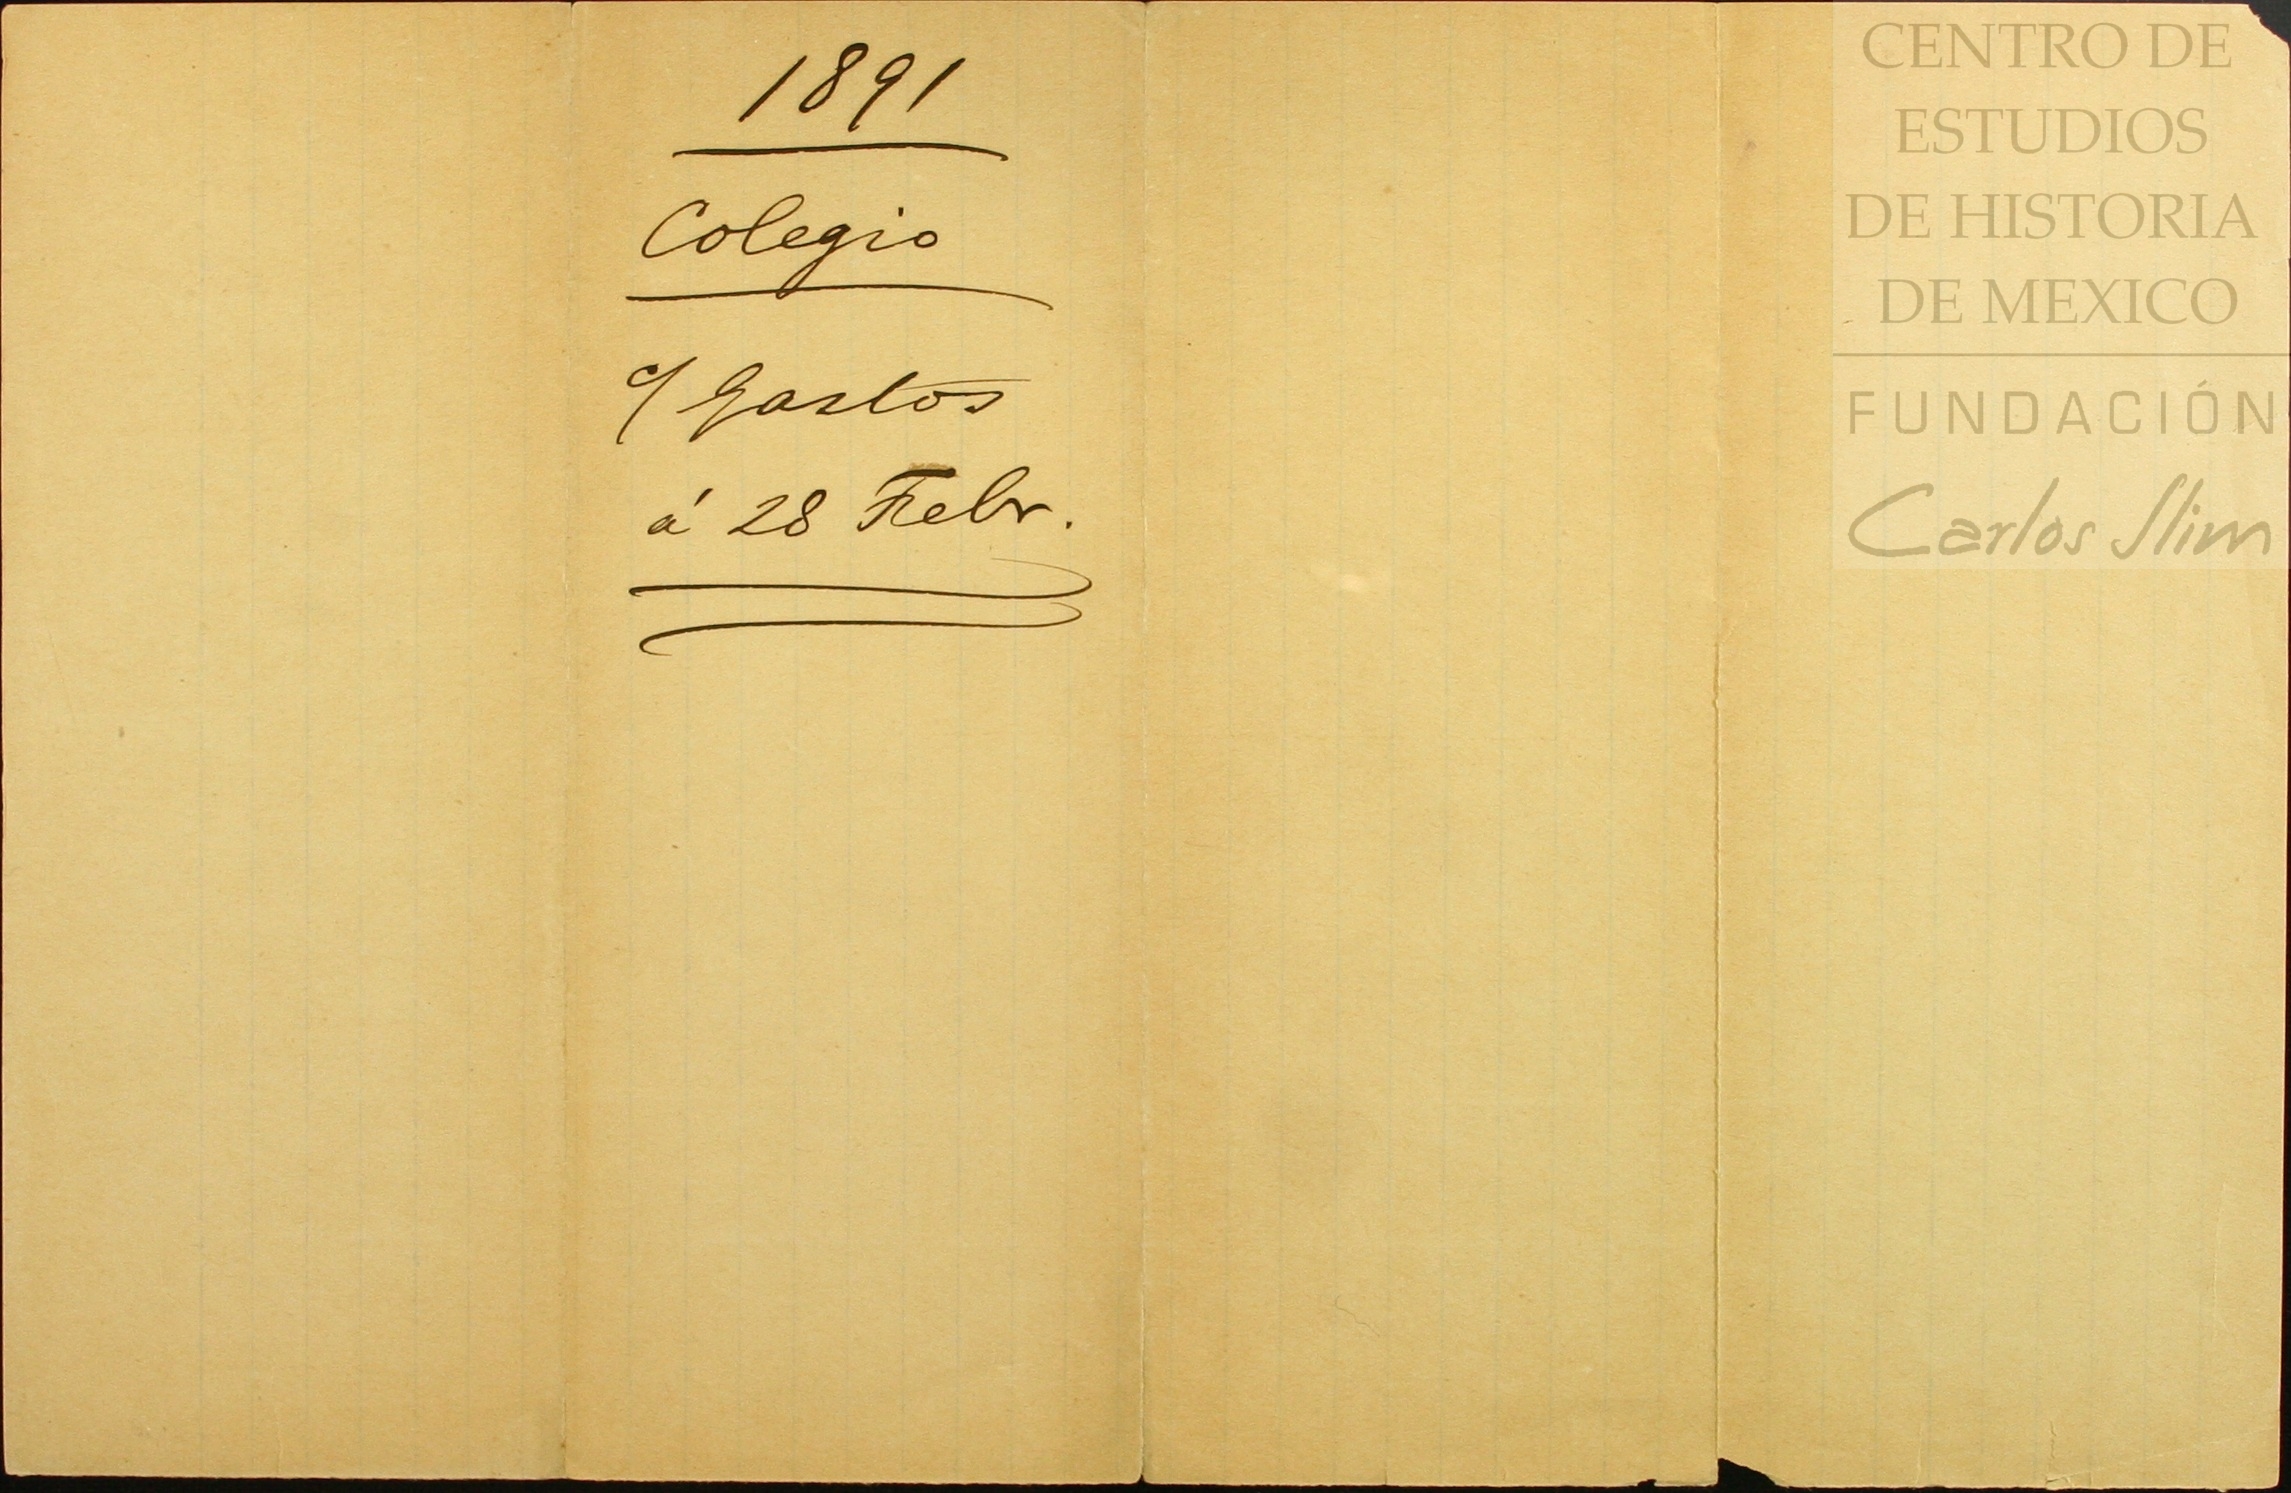 1891
Colegio
c/ Gastos
á 28 Febr.
CENTRO DE
ESTUDIOS
DE HISTORIA
DE MEXICO
FUNDACIÓN
Carlos Slim